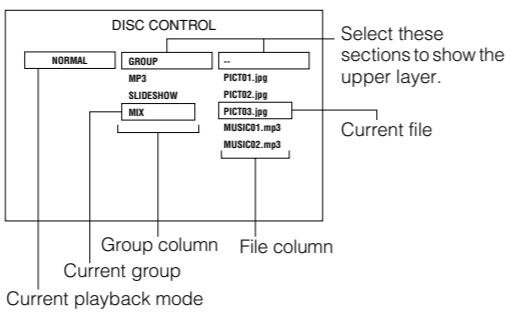 DISC CONTROL
Select these
sections to show the
upper layer.
NORMAL
GROUP
--
MP3
PICT01.jpg
SLIDESHOW
PICT02.jpg
MIX
PICT03.jpg
Current file
MUSIC01.mp3
MUSIC02.mp3
Group column
File column
Current group
Current playback mode